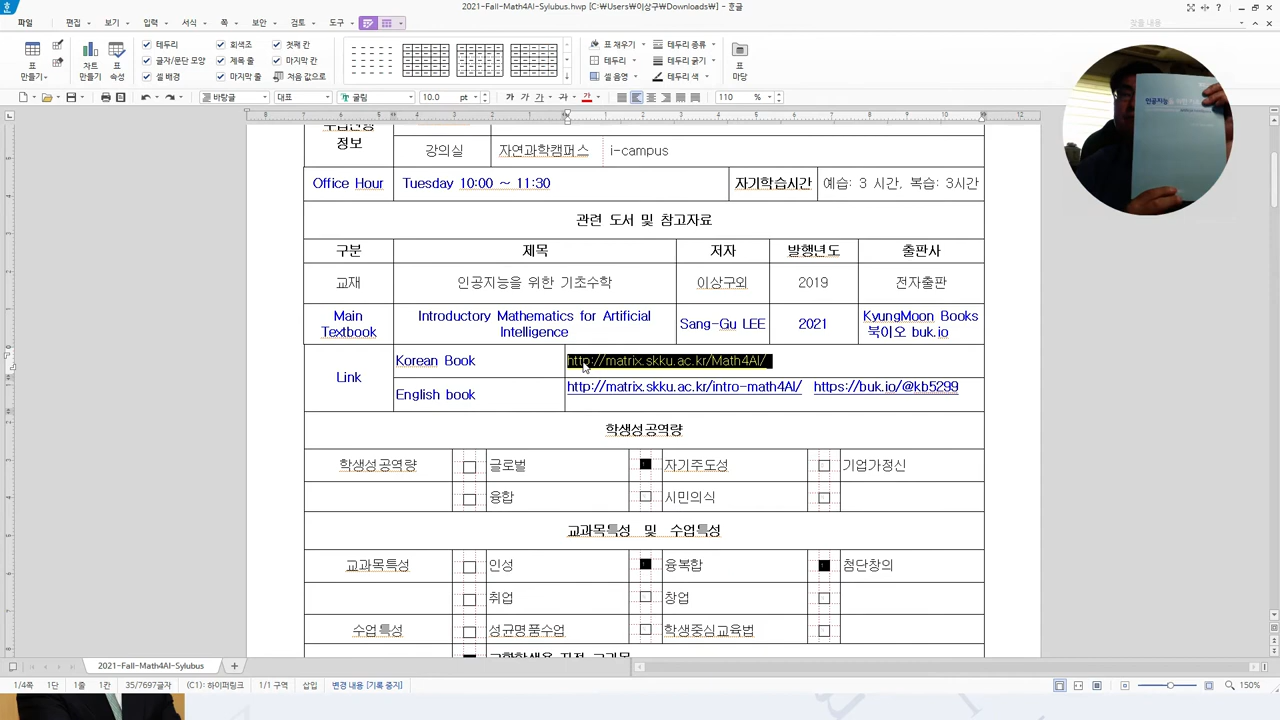 2021-Fall-Math4AI-Sylubus.hwp [C:₩Users₩이상구₩Downloads₩] - 흔글
파일 편집 보기 입력 서식 쪽 보안 검토 도구
찾을 내용
표 만들기 차트 만들기 표 속성
테두리 회색조 첫째 칸
글자/문단 모양 제목 줄 마지막 칸
셀 배경 마지막 줄 처음 값으로
표 채우기 테두리 종류
테두리 테두리 굵기
셀 음영 테두리 색
표 마당
바탕글 대표 굴림 10.0 pt 가 가 가 가 가 110 %
정보
강의실 자연과학캠퍼스 i-campus
Office Hour Tuesday 10:00 ~ 11:30 자기학습시간 예습: 3 시간, 복습: 3시간
관련 도서 및 참고자료
구분 제목 저자 발행년도 출판사
교재 인공지능을 위한 기초수학 이상구외 2019 전자출판
Main Textbook Introductory Mathematics for Artificial Intelligence Sang-Gu LEE 2021 KyungMoon Books 북이오 buk.io
Link
Korean Book http://matrix.skku.ac.kr/Math4AI/
English book http://matrix.skku.ac.kr/intro-math4AI/ https://buk.io/@kb5299
학생성공역량
학생성공역량 글로벌 자기주도성 기업가정신
융합 시민의식
교과목특성 및 수업특성
교과목특성 인성 융복합 첨단창의
취업 창업
수업특성 성균명품수업 학생중심교육법
2021-Fall-Math4AI-Sylubus
1/4쪽 1단 1줄 1칸 35/7697글자 (C1): 하이퍼링크 1/1 구역 삽입 변경 내용 [기록 중지] 150%
인공지능